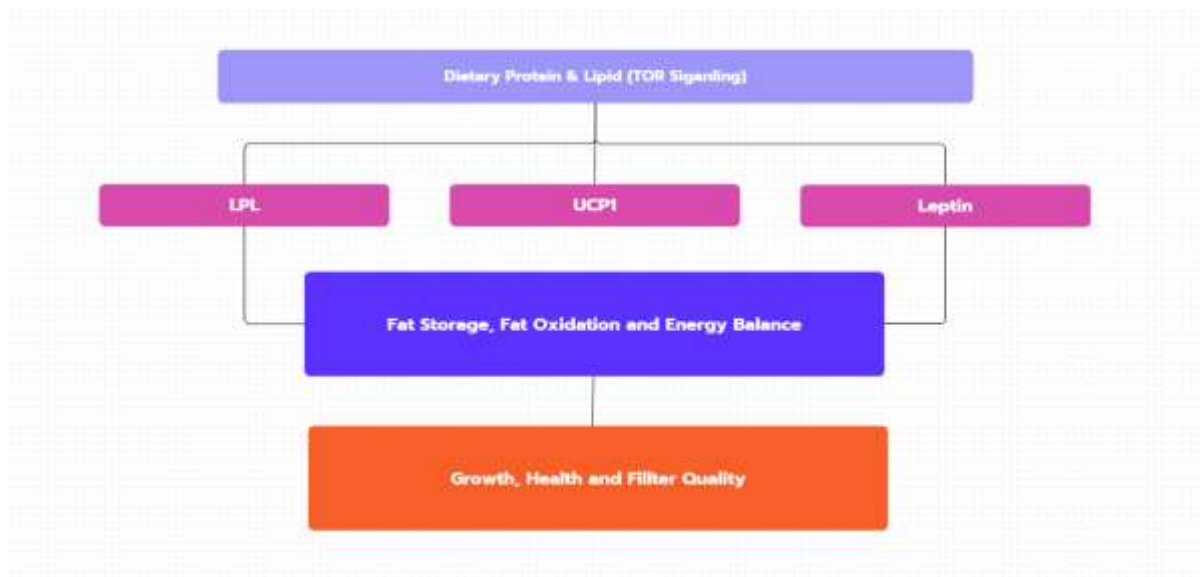 Dietary Protein & Lipid (TOR Siganling)
LPL
UCP1
Leptin
Fat Storage, Fat Oxidation and Energy Balance
Growth, Health and Fillter Quality